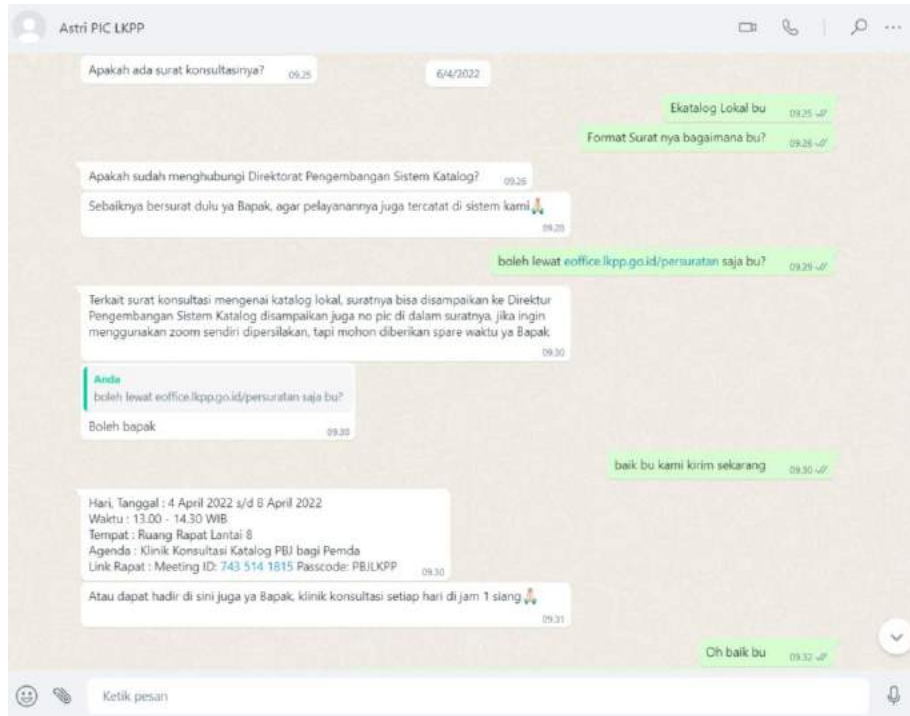 Astri PIC LKPP
Apakah ada surat konsultasinya? 09.25
6/4/2022
Ekatalog Lokal bu 09.25
Format Surat nya bagaimana bu? 09.26
Apakah sudah menghubungi Direktorat Pengembangan Sistem Katalog? 09.26
Sebaiknya bersurat dulu ya Bapak, agar pelayanannya juga tercatat di sistem kami🙏
09.28
boleh lewat eoffice.lkpp.go.id/persuratan saja bu? 09.29
Terkait surat konsultasi mengenai katalog lokal, suratnya bisa disampaikan ke Direktur
Pengembangan Sistem Katalog disampaikan juga no pic di dalam suratnya, jika ingin
menggunakan zoom sendiri dipersilakan, tapi mohon diberikan spare waktu ya Bapak
09.30
Anda
boleh lewat eoffice.lkpp.go.id/persuratan saja bu?
Boleh bapak 09.30
baik bu kami kirim sekarang 09.30
Hari, Tanggal : 4 April 2022 s/d 8 April 2022
Waktu : 13.00 - 14.30 WIB
Tempat : Ruang Rapat Lantai 8
Agenda : Klinik Konsultasi Katalog PBJ bagi Pemda
Link Rapat : Meeting ID: 743 514 1815 Passcode: PBJLKPP 09.30
Atau dapat hadir di sini juga ya Bapak, klinik konsultasi setiap hari di jam 1 siang🙏
09.31
Oh baik bu 09.32
Ketik pesan